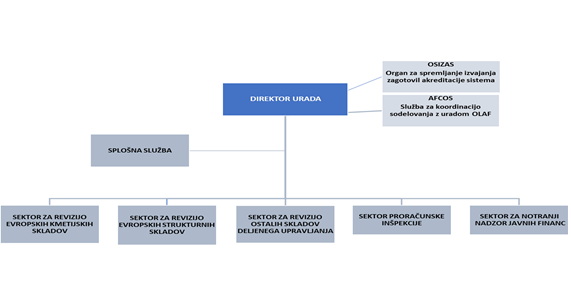 OSIZAS
Organ za spremljanje izvajanja
zagotovil akreditacije sistema
DIREKTOR URADA
AFCOS
Služba za koordinacijo
sodelovanja z uradom OLAF
SPLOŠNA SLUŽBA
SEKTOR ZA REVIZIJO
EVROPSKIH KMETIJSKIH
SKLADOV
SEKTOR ZA REVIZIJO
EVROPSKIH STRUKTURNIH
SKLADOV
SEKTOR ZA REVIZIJO
OSTALIH SKLADOV
DELJENEGA UPRAVLJANJA
SEKTOR PRORAČUNSKE
INŠPEKCIJE
SEKTOR ZA NOTRANJI
NADZOR JAVNIH FINANC